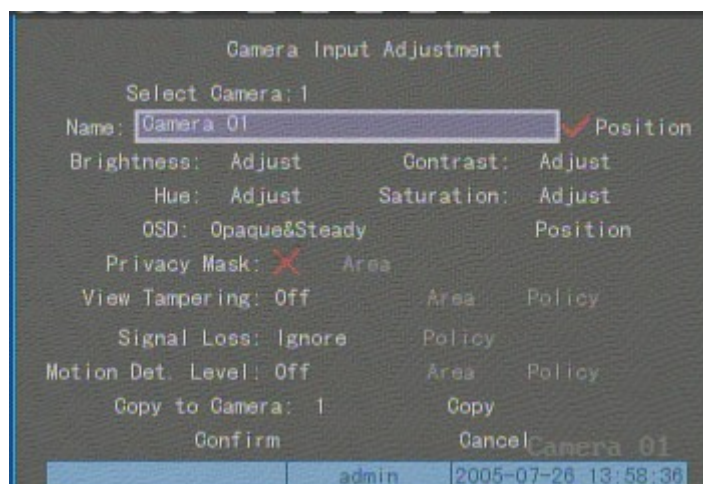 Camera Input Adjustment
Select Camera: 1
Name: Camera 01 Position
Brightness: Adjust Contrast: Adjust
Hue: Adjust Saturation: Adjust
OSD: Opaque&Steady Position
Privacy Mask: Area
View Tampering: Off Area Policy
Signal Loss: Ignore Policy
Motion Det. Level: Off Area Policy
Copy to Camera: 1 Copy
Confirm Cancel
Camera 01
admin 2005-07-26 13:58:36